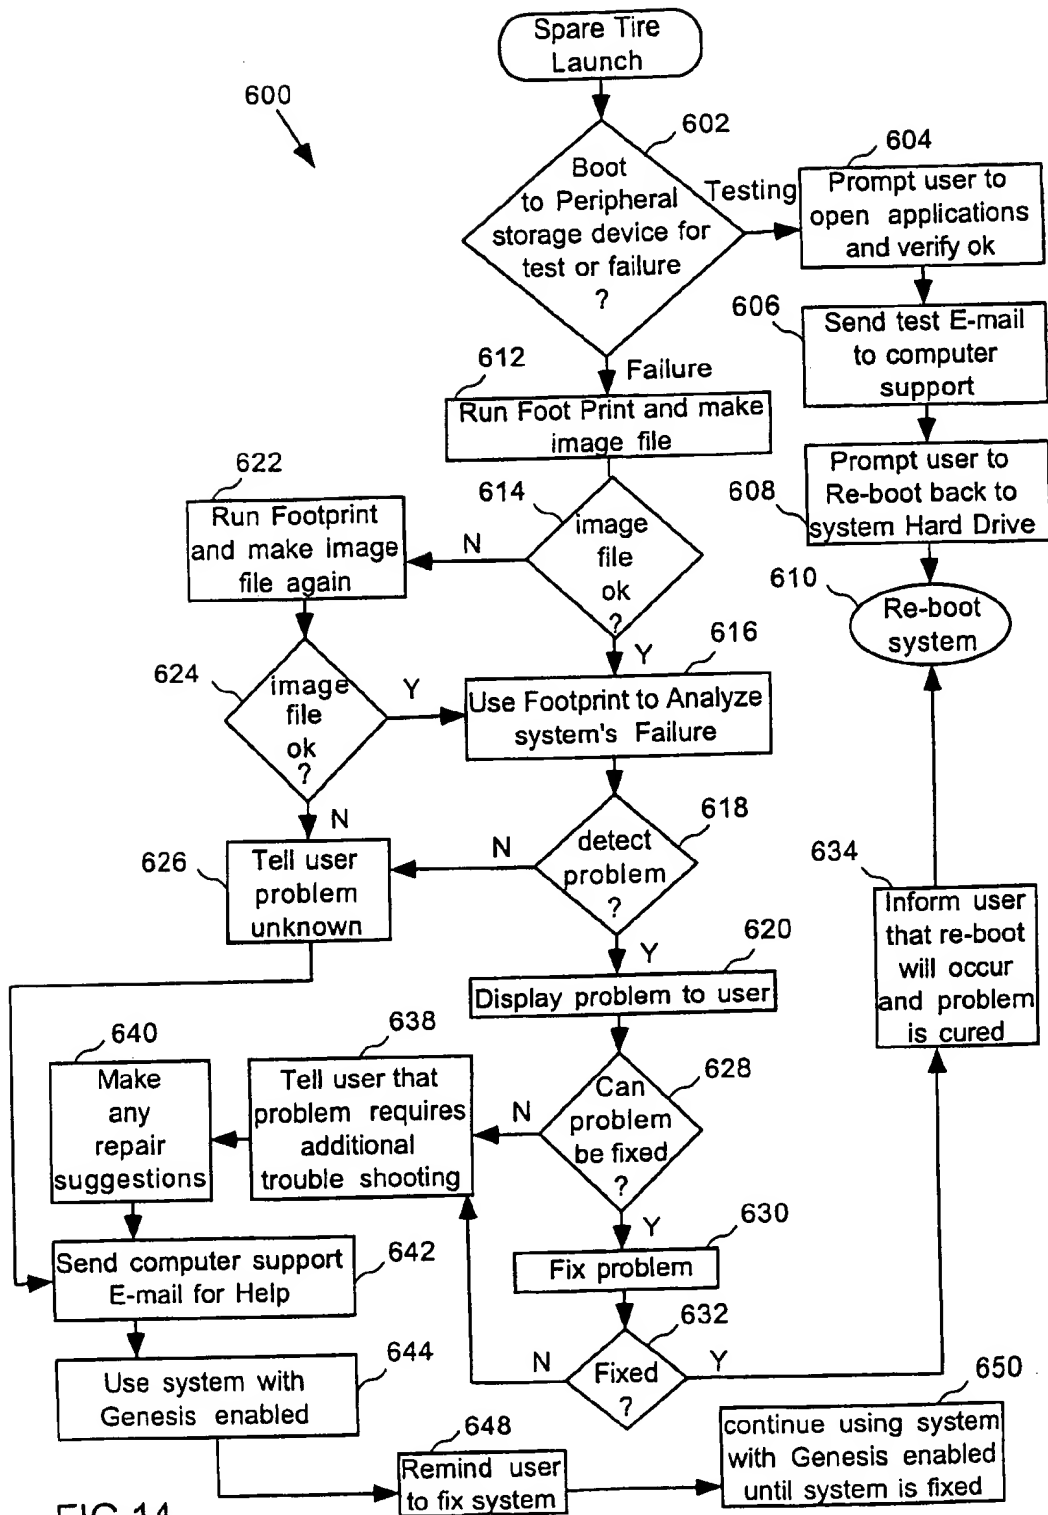 Spare Tire
Launch
600
602
Boot
to Peripheral
storage device for
test or failure
?
Testing
604
Prompt user to
open applications
and verify ok
606
Send test E-mail
to computer
support
608
Prompt user to
Re-boot back to
system Hard Drive
610
Re-boot
system
Failure
612
Run Foot Print and make
image file
614
image
file
ok
?
N
Y
622
Run Footprint
and make image
file again
624
image
file
ok
?
Y
N
616
Use Footprint to Analyze
system's Failure
618
detect
problem
?
N
Y
626
Tell user
problem
unknown
620
Display problem to user
628
Can
problem
be fixed
?
N
Y
634
Inform user
that re-boot
will occur
and problem
is cured
638
Tell user that
problem requires
additional
trouble shooting
640
Make
any
repair
suggestions
630
Fix problem
632
Fixed
?
N
Y
642
Send computer support
E-mail for Help
644
Use system with
Genesis enabled
648
Remind user
to fix system
650
continue using system
with Genesis enabled
until system is fixed
FIG 14